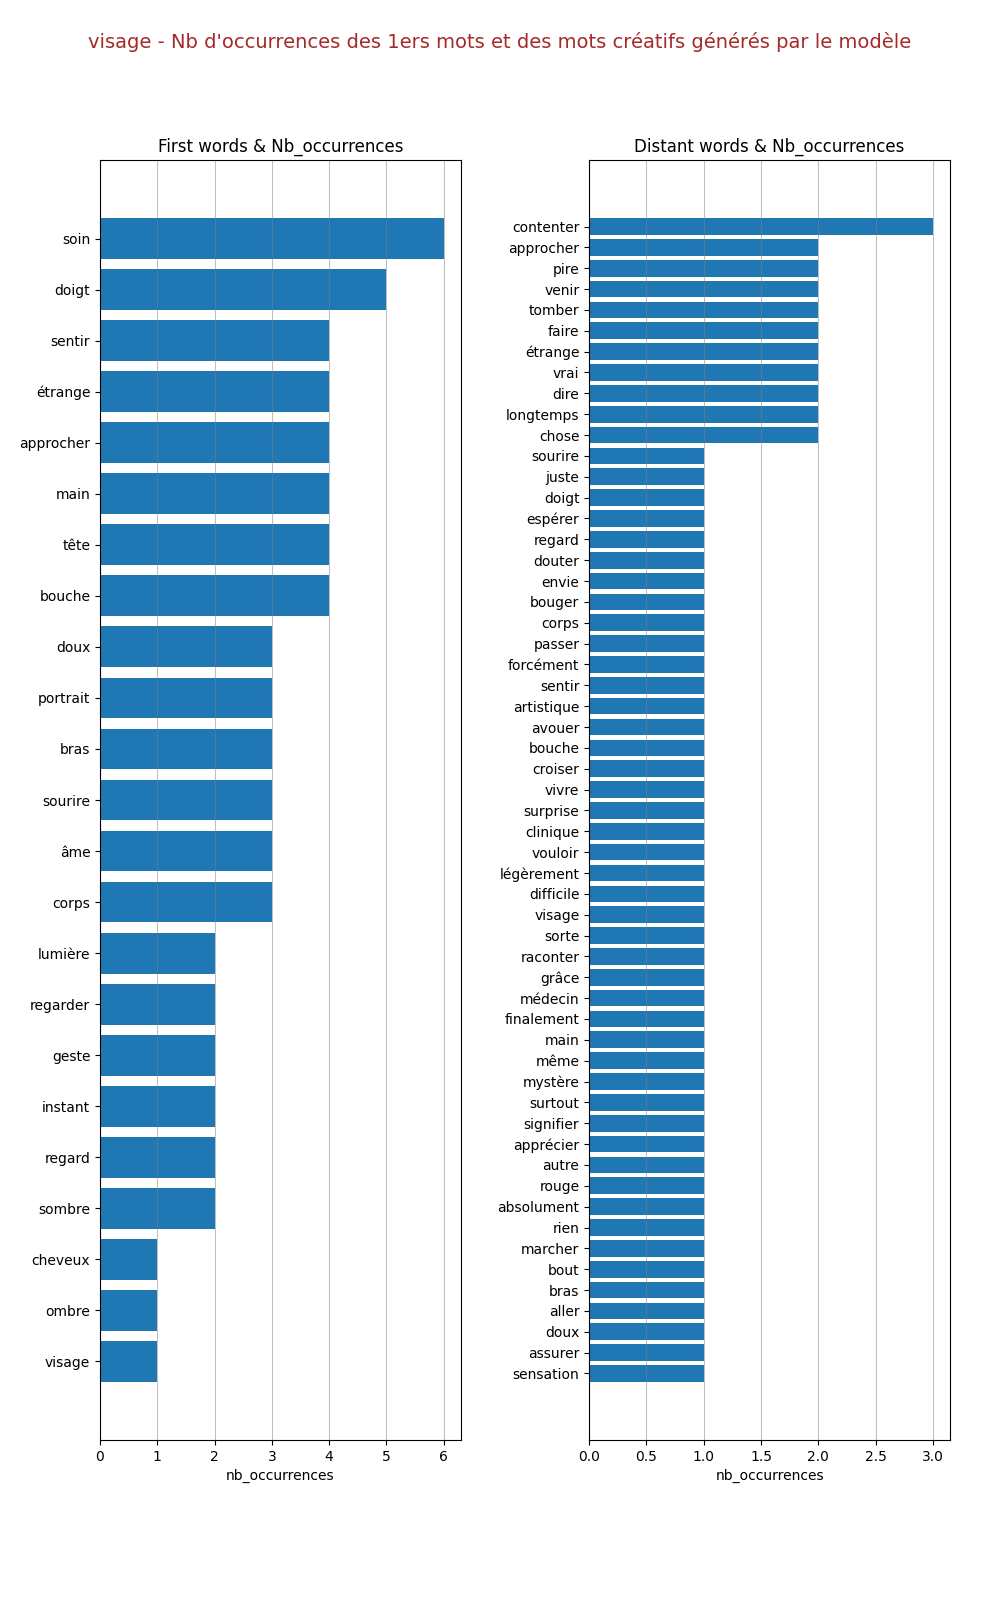 visage - Nb d'occurrences des 1ers mots et des mots créatifs générés par le modèle
First words & Nb_occurrences
soin
doigt
sentir
étrange
approcher
main
tête
bouche
doux
portrait
bras
sourire
âme
corps
lumière
regarder
geste
instant
regard
sombre
cheveux
ombre
visage
0 1 2 3 4 5 6
nb_occurrences
Distant words & Nb_occurrences
contenter
approcher
pire
venir
tomber
faire
étrange
vrai
dire
longtemps
chose
sourire
juste
doigt
espérer
regard
douter
envie
bouger
corps
passer
forcément
sentir
artistique
avouer
bouche
croiser
vivre
surprise
clinique
vouloir
légèrement
difficile
visage
sorte
raconter
grâce
médecin
finalement
main
même
mystère
surtout
signifier
apprécier
autre
rouge
absolument
rien
marcher
bout
bras
aller
doux
assurer
sensation
0.0 0.5 1.0 1.5 2.0 2.5 3.0
nb_occurrences